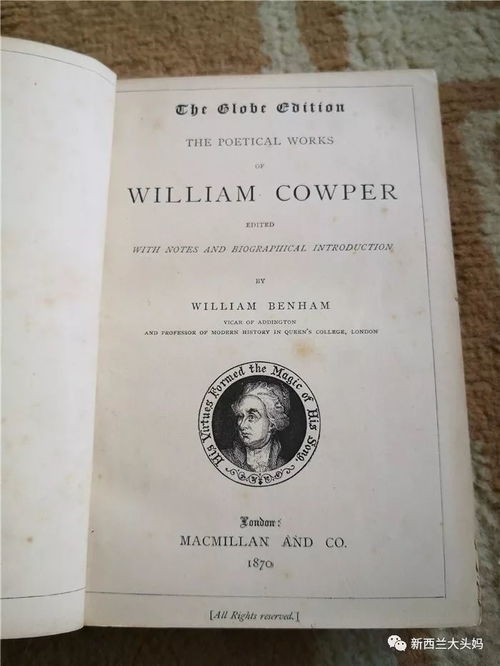 The Globe Edition
THE POETICAL WORKS
OF
WILLIAM COWPER
EDITED
WITH NOTES AND BIOGRAPHICAL INTRODUCTION
BY
WILLIAM BENHAM
VICAR OF ADDINGTON
AND PROFESSOR OF MODERN HISTORY IN QUEEN'S COLLEGE, LONDON
His Virtues Formed the Magic of His Song.
London:
MACMILLAN AND CO.
1870
[All Rights reserved.]
新西兰大头妈